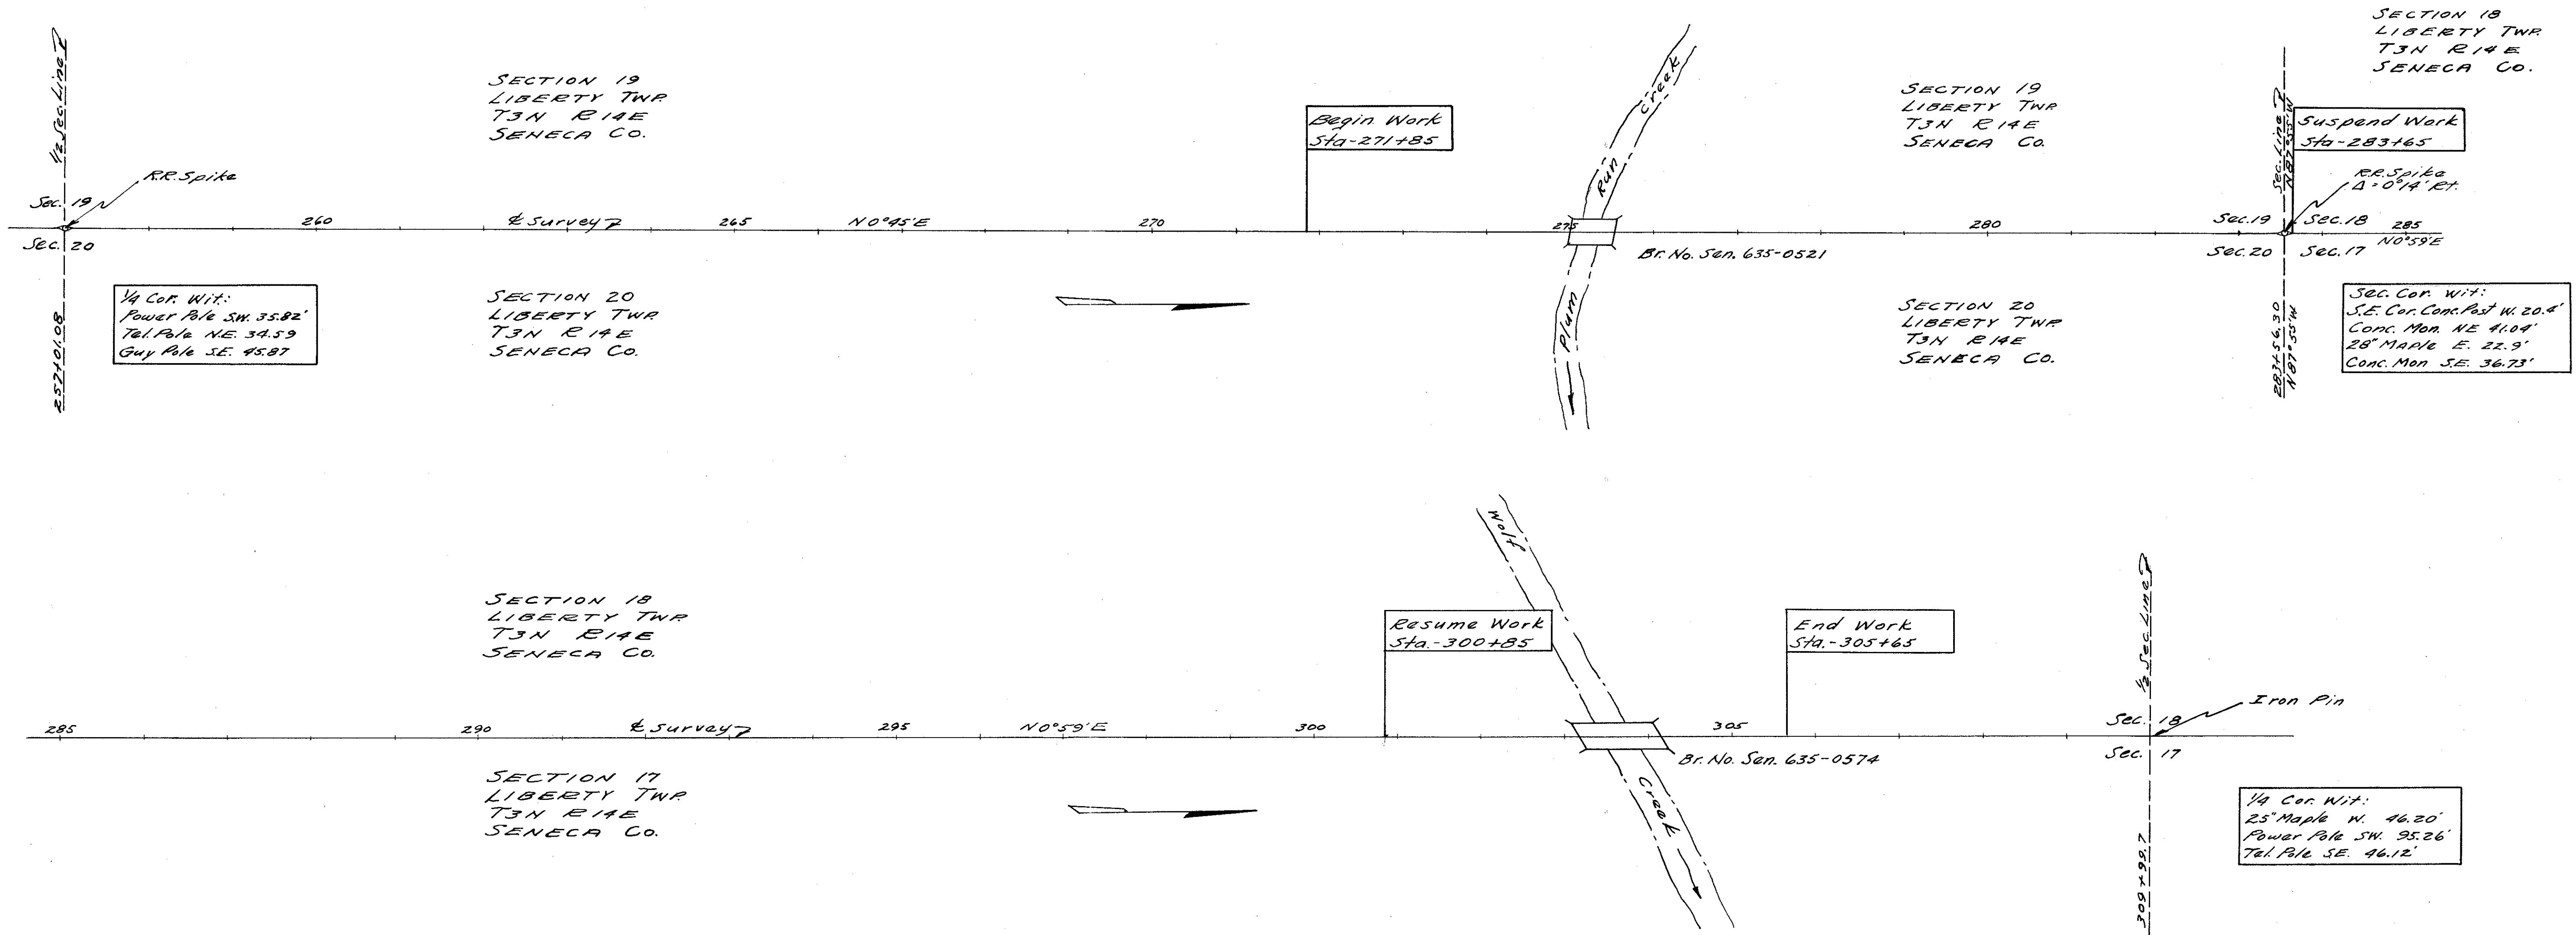 SECTION 18
LIBERTY TWP.
T3N R14E
SENECA CO.
1/2 Sec. Line
SECTION 19
LIBERTY TWP.
T3N R14E
SENECA CO.
Begin Work
Sta-271+85
Run Creek
SECTION 19
LIBERTY TWP.
T3N R14E
SENECA CO.
Sec. Line
N87°55'W
Suspend Work
Sta-283+65
R.R. Spike
R.R. Spike
Δ=0°14' Rt.
Sec. 19
260
℄ Survey
265
N0°45'E
270
275
280
Sec. 19
Sec. 18
285
Sec. 20
Br. No. Sen. 635-0521
Sec. 20
Sec. 17
N0°59'E
1/4 Cor. Wit:
Power Pole SW. 35.82'
Tel. Pole N.E. 34.59
Guy Pole S.E. 45.87
257+01.08
SECTION 20
LIBERTY TWP.
T3N R14E
SENECA CO.
Plum
SECTION 20
LIBERTY TWP.
T3N R14E
SENECA CO.
283+56.30
N87°55'W
Sec. Cor. Wit:
S.E. Cor. Conc. Post W. 20.4'
Conc. Mon. NE 41.04'
28" Maple E. 22.9'
Conc. Mon S.E. 36.73'
Wolf
SECTION 18
LIBERTY TWP.
T3N R14E
SENECA CO.
Resume Work
Sta.-300+85
End Work
Sta.-305+65
1/2 Sec. Line
Iron Pin
285
290
℄ Survey
295
N0°59'E
300
305
Sec. 18
Br. No. Sen. 635-0574
Sec. 17
SECTION 17
LIBERTY TWP.
T3N R14E
SENECA CO.
Creek
309+99.7
1/4 Cor. Wit:
25" Maple W. 46.20'
Power Pole SW. 95.26'
Tel. Pole S.E. 46.12'